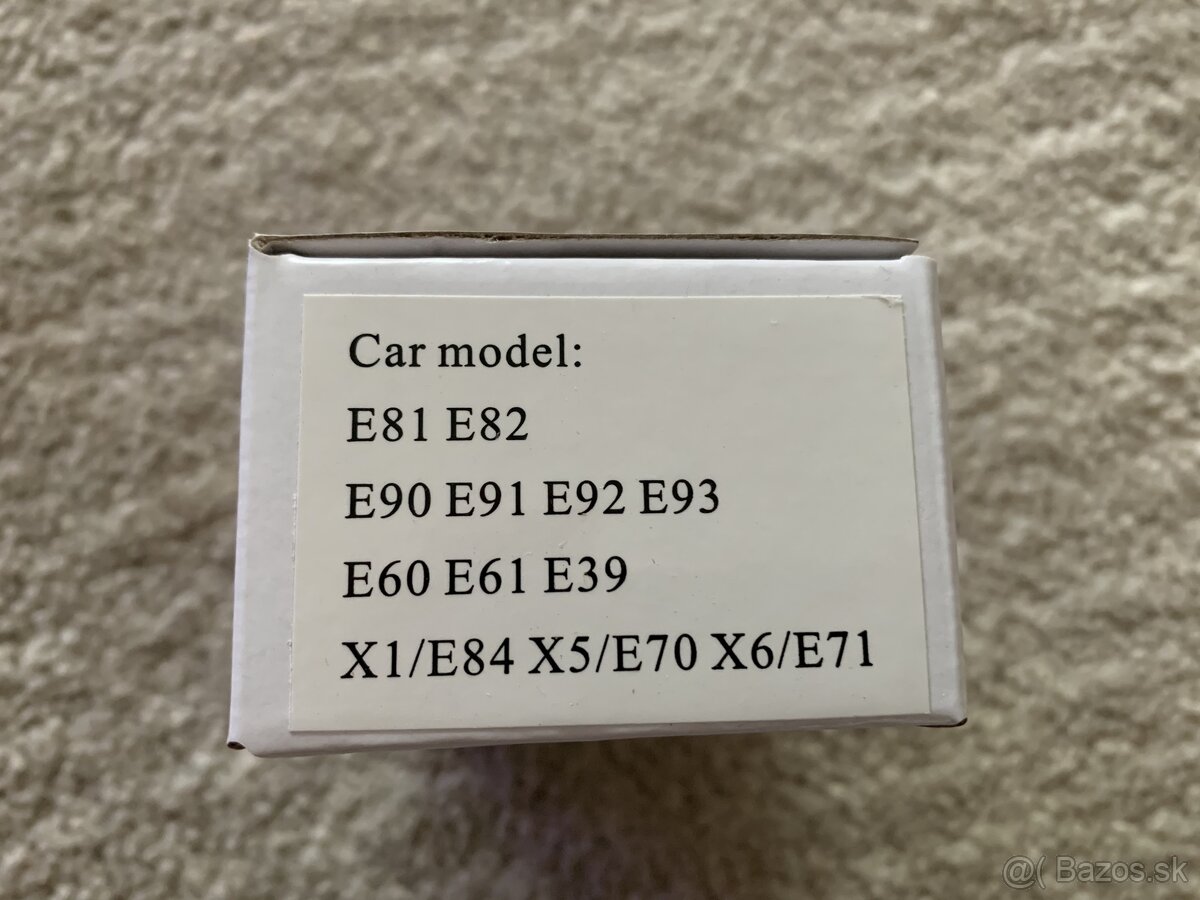 Car model:
E81 E82
E90 E91 E92 E93
E60 E61 E39
X1/E84 X5/E70 X6/E71
@( Bazos.sk